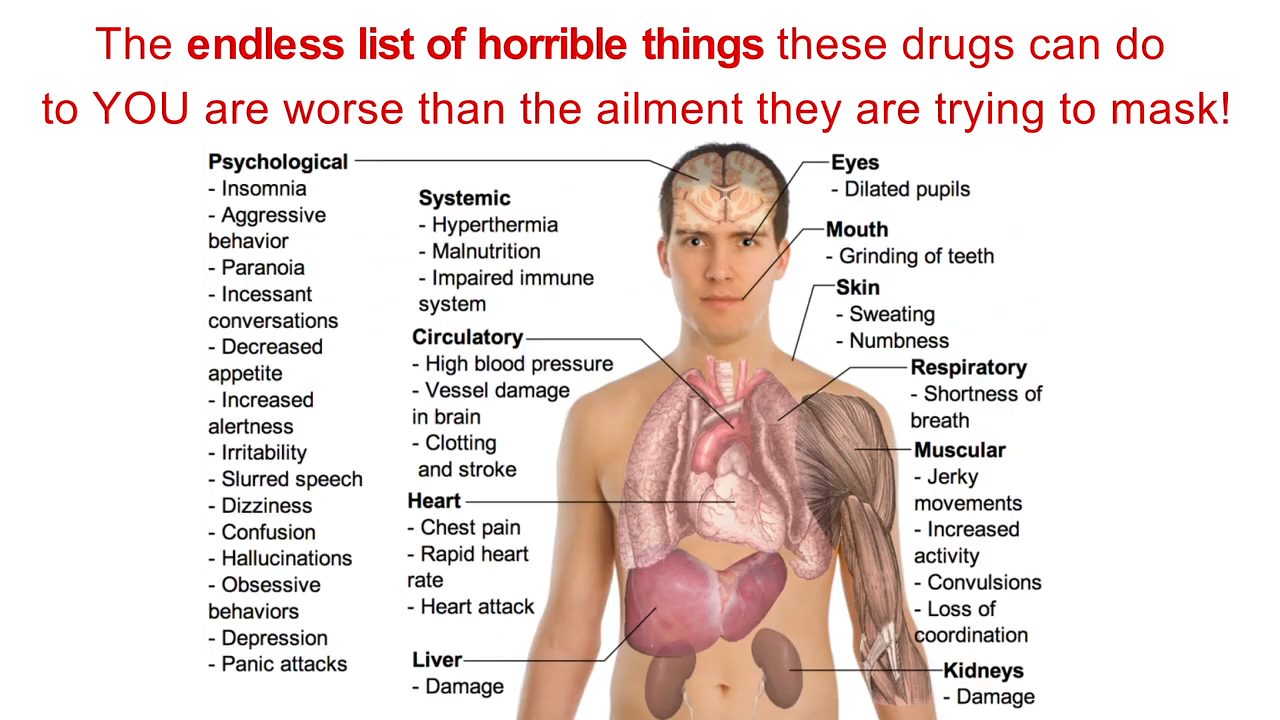 The endless list of horrible things these drugs can do
to YOU are worse than the ailment they are trying to mask!
Psychological
- Insomnia
- Aggressive
behavior
- Paranoia
- Incessant
conversations
- Decreased
appetite
- Increased
alertness
- Irritability
- Slurred speech
- Dizziness
- Confusion
- Hallucinations
- Obsessive
behaviors
- Depression
- Panic attacks
Systemic
- Hyperthermia
- Malnutrition
- Impaired immune
system
Circulatory
- High blood pressure
- Vessel damage
in brain
- Clotting
and stroke
Heart
- Chest pain
- Rapid heart
rate
- Heart attack
Liver
- Damage
Eyes
- Dilated pupils
Mouth
- Grinding of teeth
Skin
- Sweating
- Numbness
Respiratory
- Shortness of
breath
Muscular
- Jerky
movements
- Increased
activity
- Convulsions
- Loss of
coordination
Kidneys
- Damage